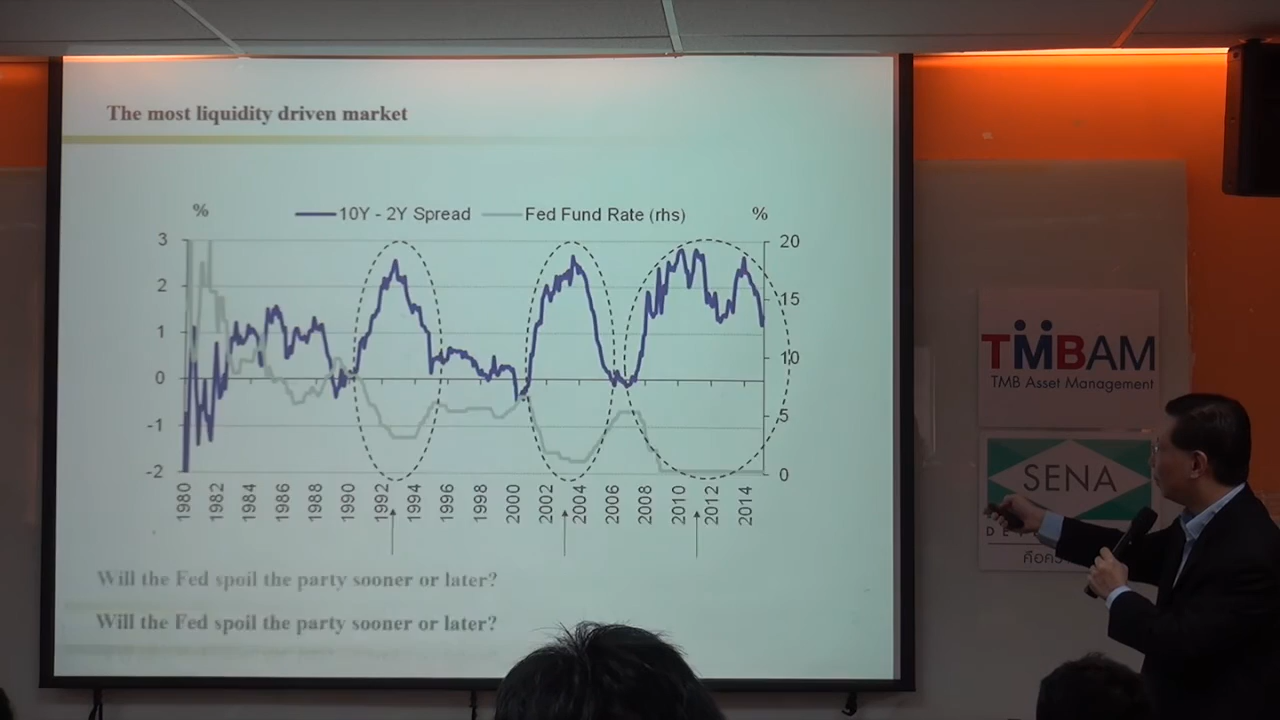 The most liquidity driven market
%
10Y - 2Y Spread
Fed Fund Rate (rhs)
%
3
2
1
0
-1
-2
20
15
10
5
0
1980 1982 1984 1986 1988 1990 1992 1994 1996 1998 2000 2002 2004 2006 2008 2010 2012 2014
Will the Fed spoil the party sooner or later?
Will the Fed spoil the party sooner or later?
TMBAM
TMB Asset Management
SENA